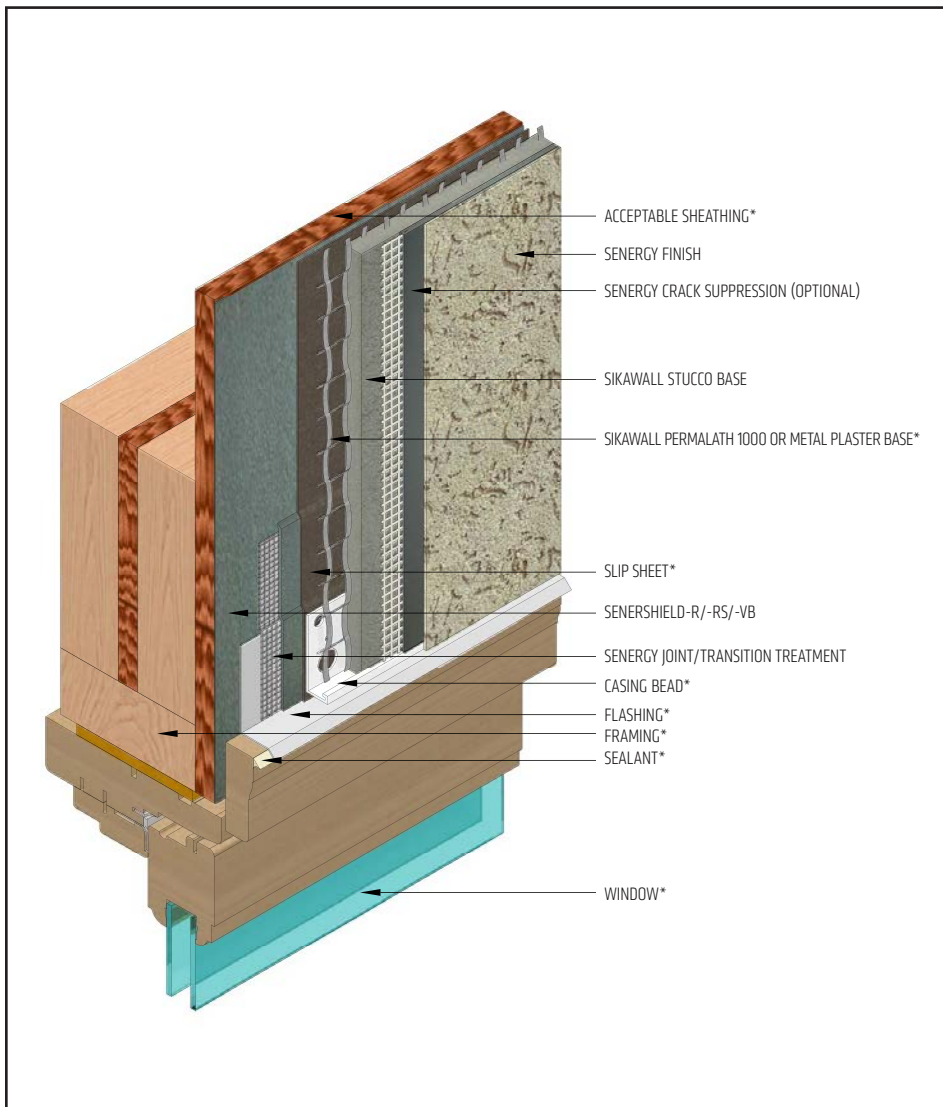 ACCEPTABLE SHEATHING*
SENERGY FINISH
SENERGY CRACK SUPPRESSION (OPTIONAL)
SIKAWALL STUCCO BASE
SIKAWALL PERMALATH 1000 OR METAL PLASTER BASE*
SLIP SHEET*
SENERSHIELD-R/-RS/-VB
SENERGY JOINT/TRANSITION TREATMENT
CASING BEAD*
FLASHING*
FRAMING*
SEALANT*
WINDOW*